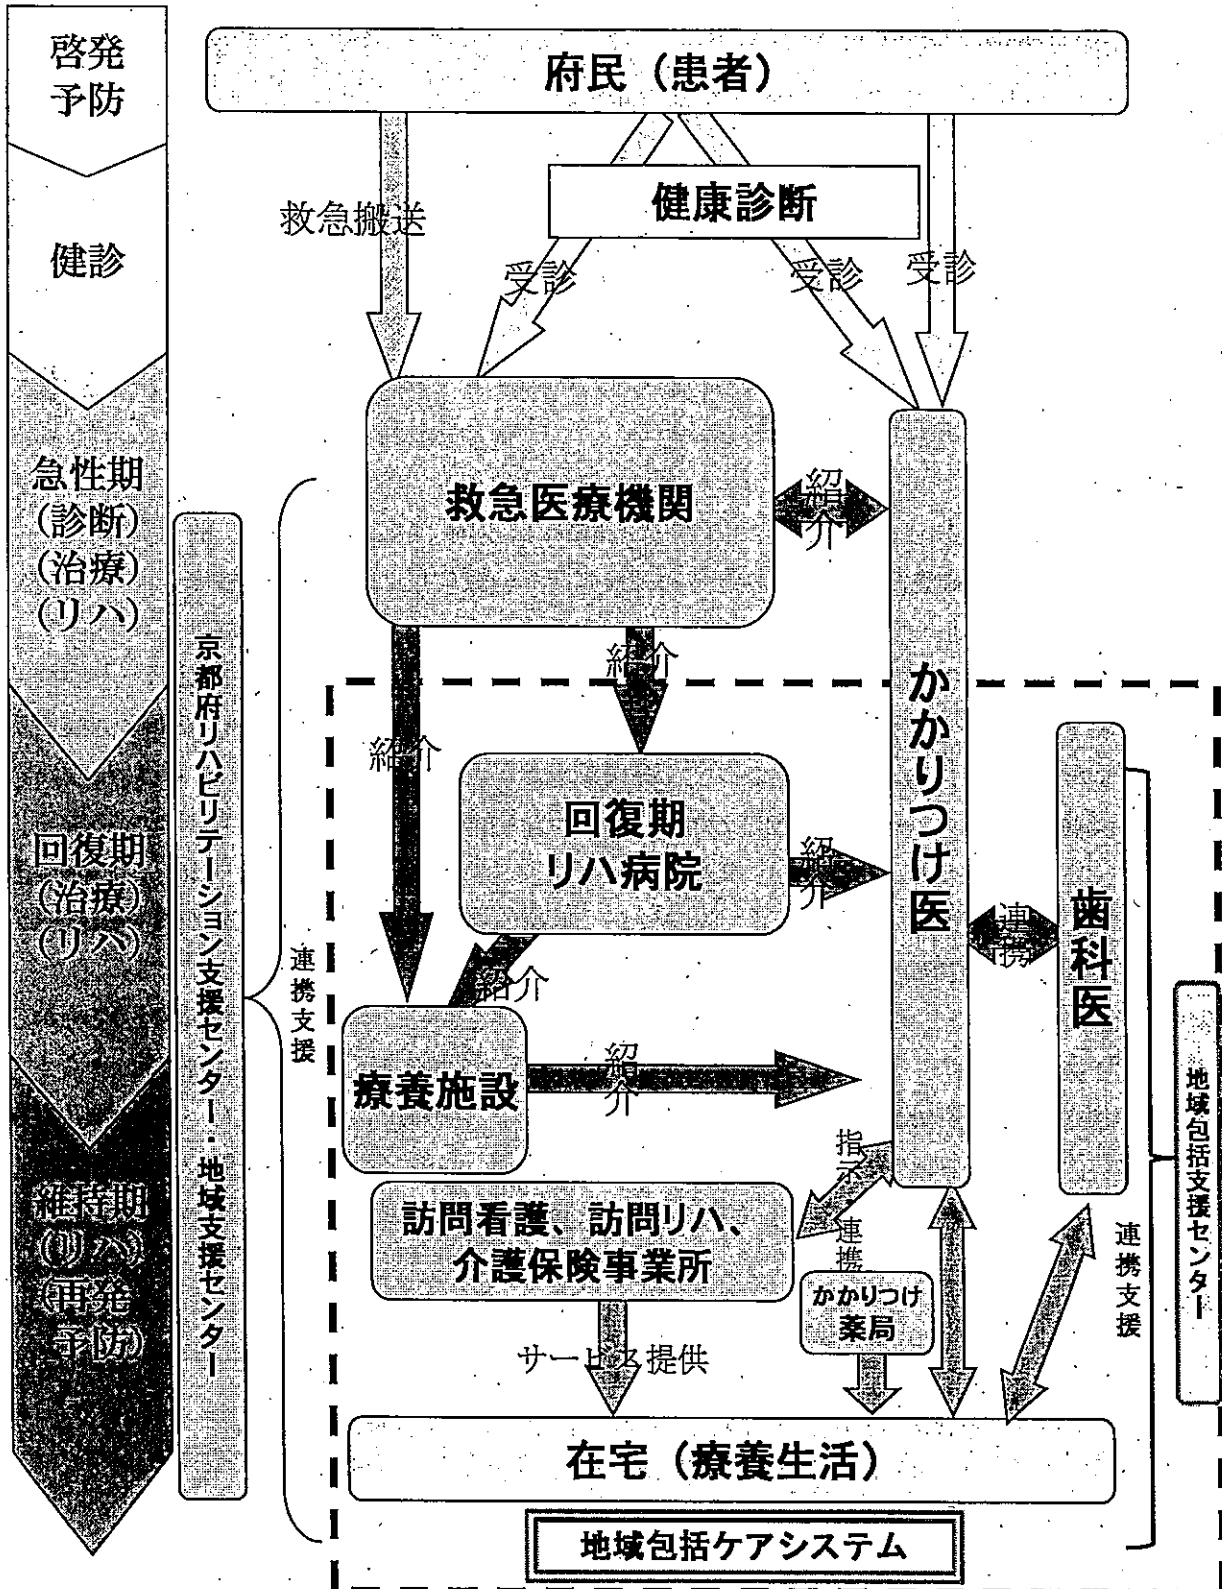 啓発
予防
府民（患者）
健康診断
救急搬送
受診
受診
受診
健診
急性期
(診断)
(治療)
(リハ)
救急医療機関
紹介
紹介
紹介
かかりつけ医
京都府リハビリテーション支援センター・地域支援センター
連携支援
回復期
(治療)
(リハ)
回復期
リハ病院
紹介
紹介
連携
歯科医
療養施設
紹介
地域包括支援センター
連携支援
維持期
(リハ)
(再発
予防)
訪問看護、訪問リハ、
介護保険事業所
指示
連携
かかりつけ
薬局
サービス提供
在宅（療養生活）
地域包括ケアシステム